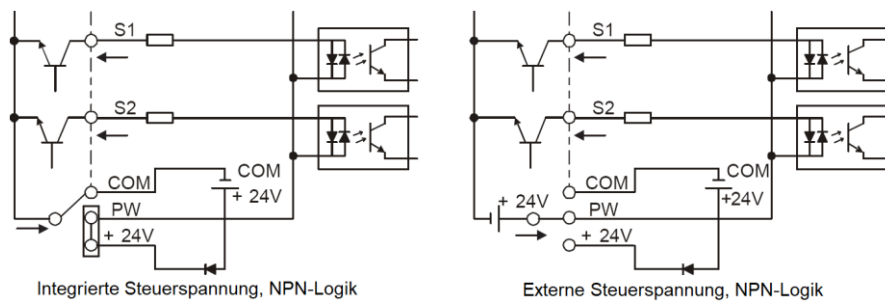 S1
S2
COM
COM
+ 24V
PW
+ 24V
Integrierte Steuerspannung, NPN-Logik
S1
S2
COM
COM
+24V
+ 24V
PW
+ 24V
Externe Steuerspannung, NPN-Logik